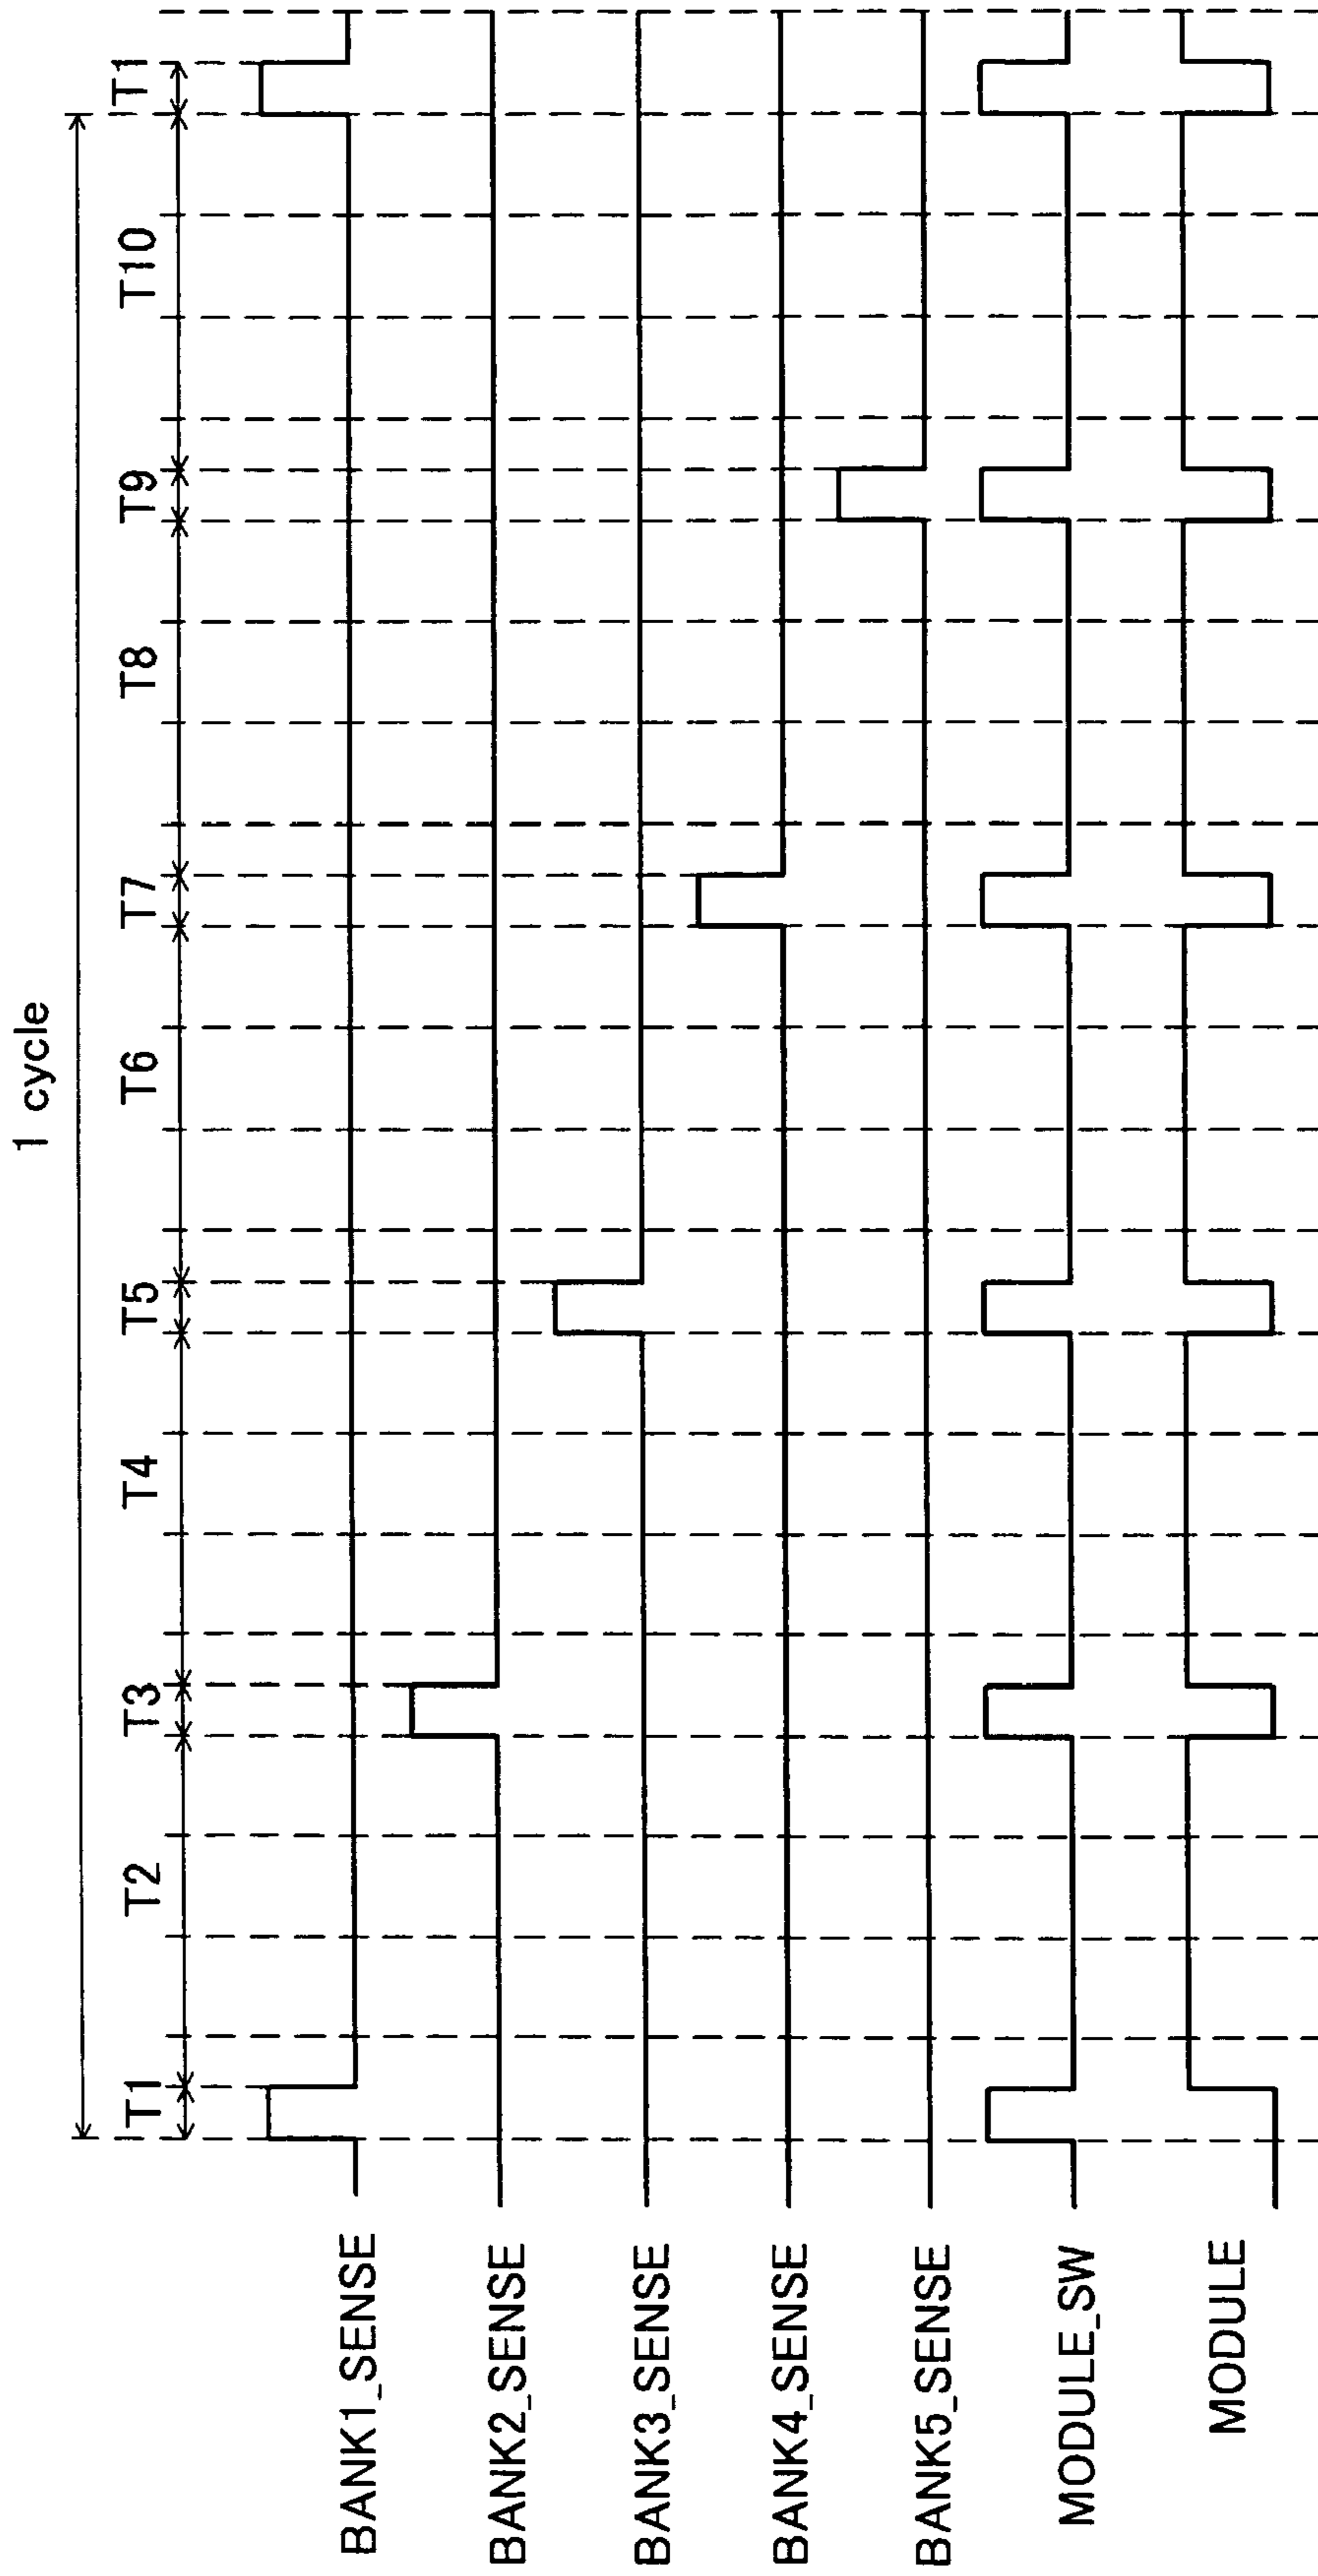 1 cycle
T1 T2 T3 T4 T5 T6 T7 T8 T9 T10 T1
BANK1_SENSE
BANK2_SENSE
BANK3_SENSE
BANK4_SENSE
BANK5_SENSE
MODULE_SW
MODULE